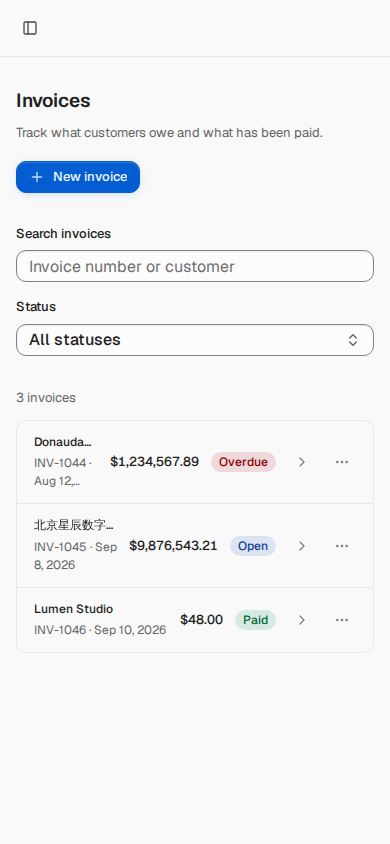 Invoices
Track what customers owe and what has been paid.
New invoice
Search invoices
Invoice number or customer
Status
All statuses
3 invoices
Donauda...
INV-1044 ·
Aug 12,...
$1,234,567.89
Overdue
北京星辰数字...
INV-1045 · Sep
8, 2026
$9,876,543.21
Open
Lumen Studio
INV-1046 · Sep 10, 2026
$48.00
Paid